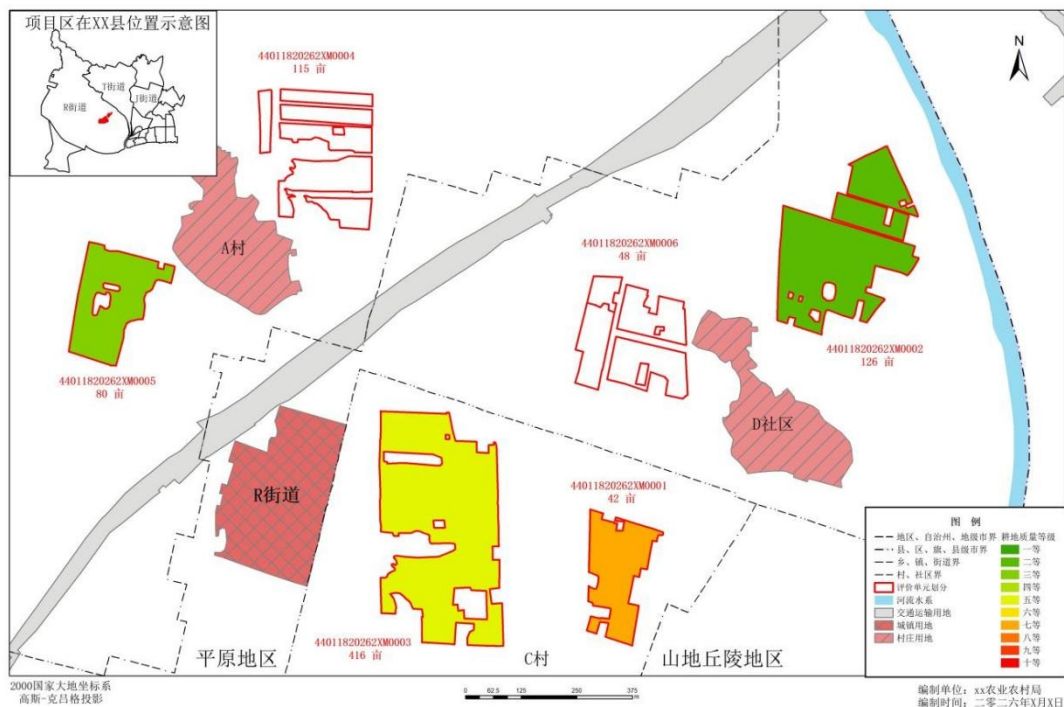 项目区在XX县位置示意图
T街道
J街道
R街道
44011820262XM0004
115 亩
N
A村
44011820262XM0006
48 亩
44011820262XM0002
126 亩
44011820262XM0005
80 亩
D社区
R街道
44011820262XM0001
42 亩
44011820262XM0003
416 亩
平原地区
C村
山地丘陵地区
图 例
地区、自治州、地级市界
县、区、旗、县级市界
乡、镇、街道界
村、社区界
评价单元划分
河流水系
交通运输用地
城镇用地
村庄用地
耕地质量等级
一等
二等
三等
四等
五等
六等
七等
八等
九等
十等
2000国家大地坐标系
高斯-克吕格投影
0 62.5 125 250 375
编制单位：xx农业农村局
编制时间：二零二六年X月X日